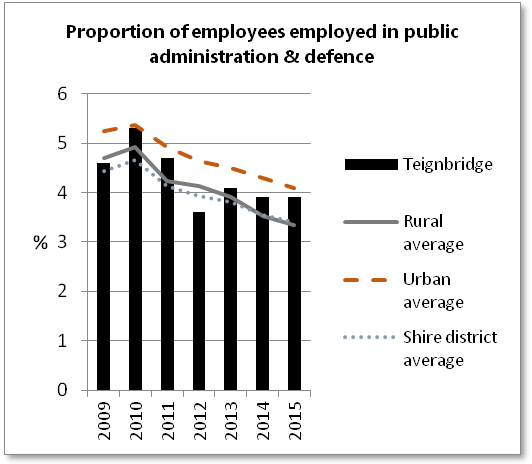 Proportion of employees employed in public
administration & defence
6
5
4
3
2
1
0
%
2009
2010
2011
2012
2013
2014
2015
Teignbridge
Rural
average
Urban
average
Shire district
average